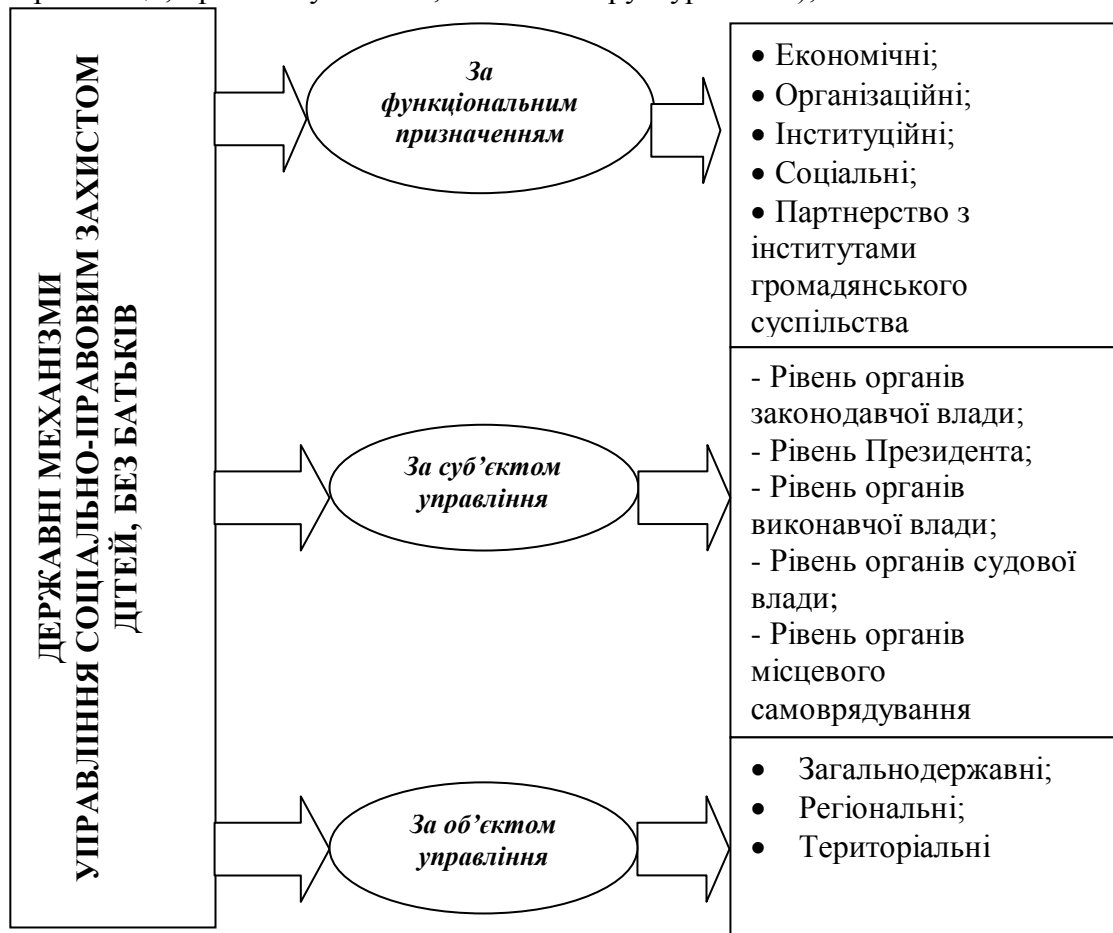 ДЕРЖАВНІ МЕХАНІЗМИ
УПРАВЛІННЯ СОЦІАЛЬНО-ПРАВОВИМ ЗАХИСТОМ
ДІТЕЙ, БЕЗ БАТЬКІВ
За
функціональним
призначенням
• Економічні;
• Організаційні;
• Інституційні;
• Соціальні;
• Партнерство з
інститутами
громадянського
суспільства
За суб’єктом
управління
- Рівень органів
законодавчої влади;
- Рівень Президента;
- Рівень органів
виконавчої влади;
- Рівень органів судової
влади;
- Рівень органів
місцевого
самоврядування
За об’єктом
управління
• Загальнодержавні;
• Регіональні;
• Територіальні